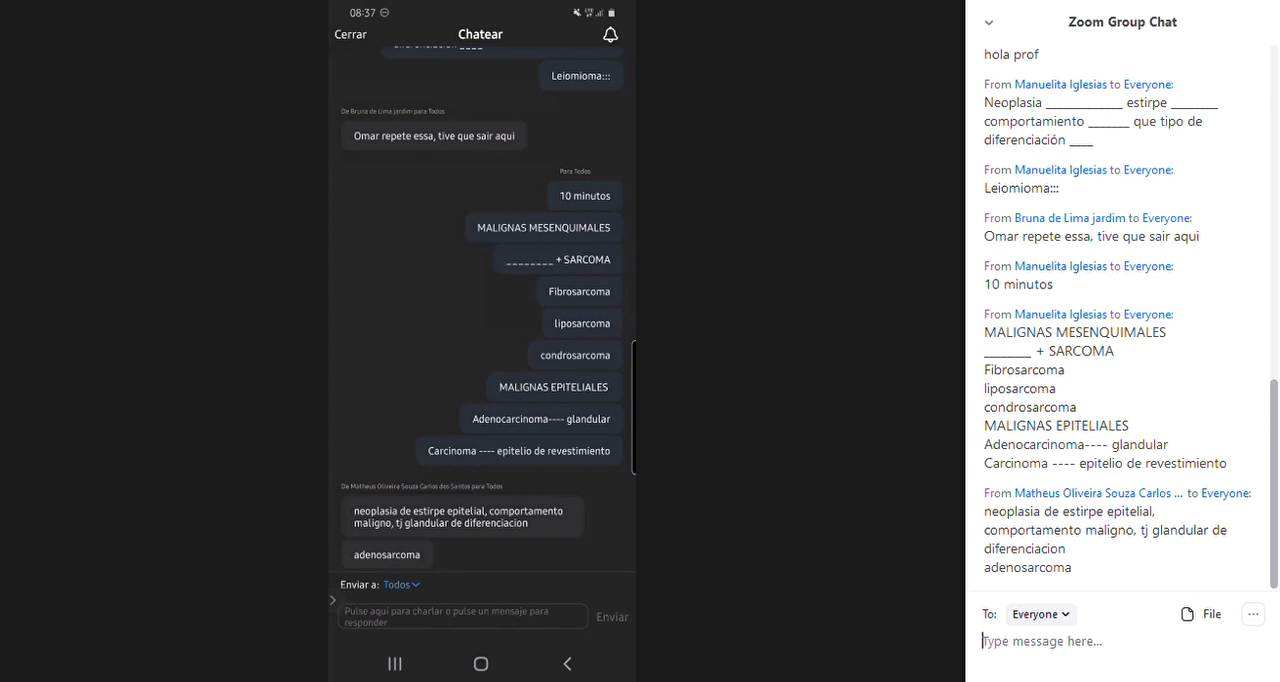 08:37
Cerrar
Chatear
Leiomioma:::
De Bruna de Lima jardim para Todos
Omar repete essa, tive que sair aqui
Para Todos
10 minutos
MALIGNAS MESENQUIMALES
________ + SARCOMA
Fibrosarcoma
liposarcoma
condrosarcoma
MALIGNAS EPITELIALES
Adenocarcinoma---- glandular
Carcinoma ---- epitelio de revestimiento
De Matheus Oliveira Souza Carlos dos Santos para Todos
neoplasia de estirpe epitelial, comportamento
maligno, tj glandular de diferenciacion
adenosarcoma
Enviar a: Todos
Pulse aquí para charlar o pulse un mensaje para
responder
Enviar
Zoom Group Chat
hola prof
From Manuelita Iglesias to Everyone:
Neoplasia _____________ estirpe ________
comportamiento _______ que tipo de
diferenciación ____
From Manuelita Iglesias to Everyone:
Leiomioma:::
From Bruna de Lima jardim to Everyone:
Omar repete essa, tive que sair aqui
From Manuelita Iglesias to Everyone:
10 minutos
From Manuelita Iglesias to Everyone:
MALIGNAS MESENQUIMALES
________ + SARCOMA
Fibrosarcoma
liposarcoma
condrosarcoma
MALIGNAS EPITELIALES
Adenocarcinoma---- glandular
Carcinoma ---- epitelio de revestimiento
From Matheus Oliveira Souza Carlos ... to Everyone:
neoplasia de estirpe epitelial,
comportamento maligno, tj glandular de
diferenciacion
adenosarcoma
To: Everyone
File
Type message here...